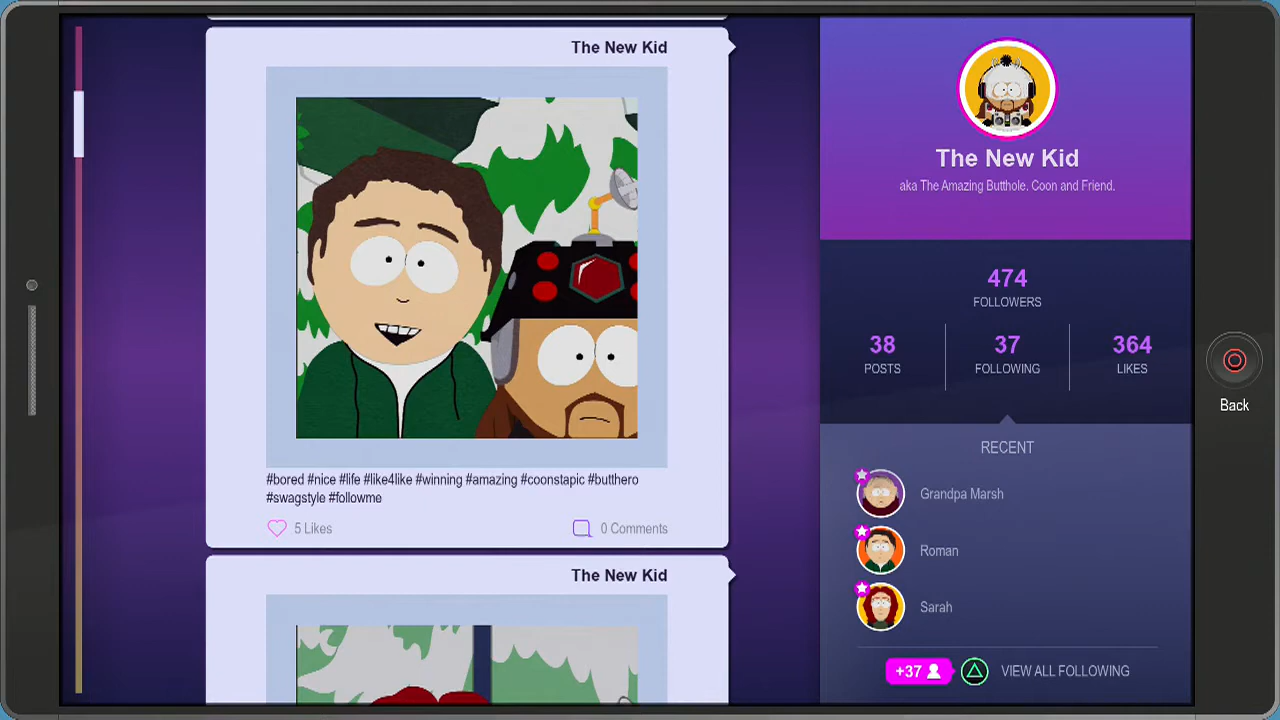 The New Kid
#bored #nice #life #like4like #winning #amazing #coonstapic #butthero
#swagstyle #followme
5 Likes
0 Comments
The New Kid
The New Kid
aka The Amazing Butthole. Coon and Friend.
474
FOLLOWERS
38
POSTS
37
FOLLOWING
364
LIKES
RECENT
Grandpa Marsh
Roman
Sarah
+37
VIEW ALL FOLLOWING
Back